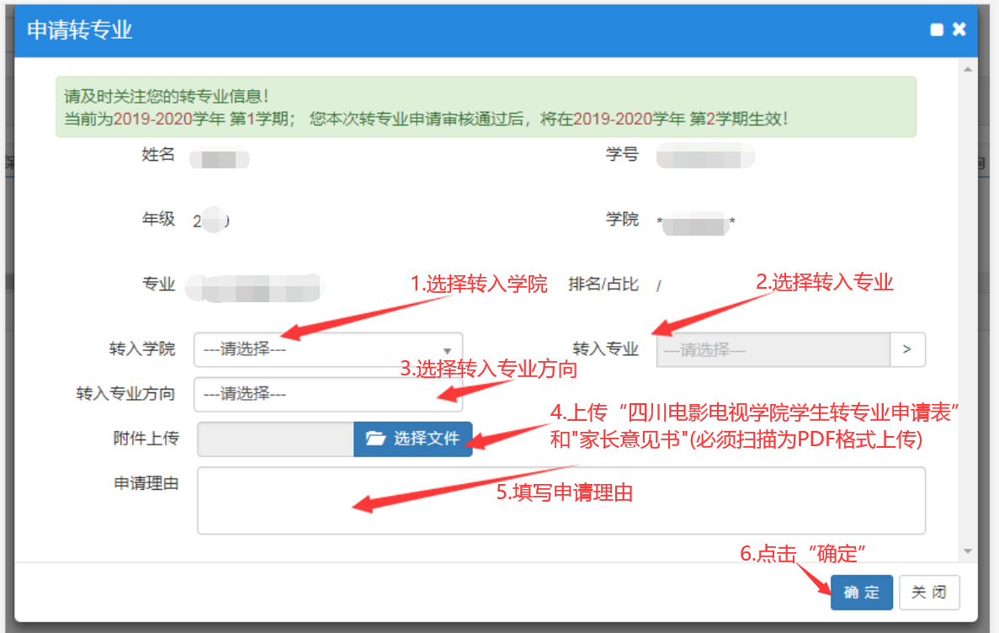 申请转专业
请及时关注您的转专业信息！
当前为2019-2020学年 第1学期； 您本次转专业申请审核通过后，将在2019-2020学年 第2学期生效！
姓名
学号
年级
学院 * *
专业
1.选择转入学院
排名/占比 /
2.选择转入专业
转入学院 ---请选择---
转入专业 ---请选择--- >
3.选择转入专业方向
转入专业方向 ---请选择---
4.上传“四川电影电视学院学生转专业申请表”
和"家长意见书"(必须扫描为PDF格式上传)
附件上传 选择文件
申请理由
5.填写申请理由
6.点击“确定”
确 定 关 闭